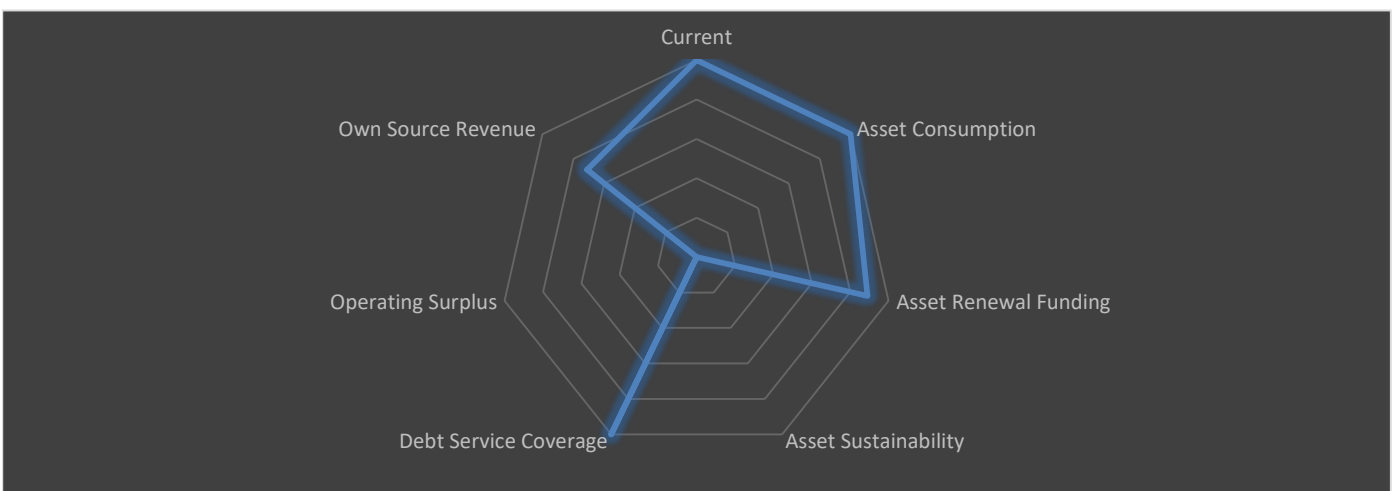 Current
Own Source Revenue
Asset Consumption
Operating Surplus
Asset Renewal Funding
Debt Service Coverage
Asset Sustainability